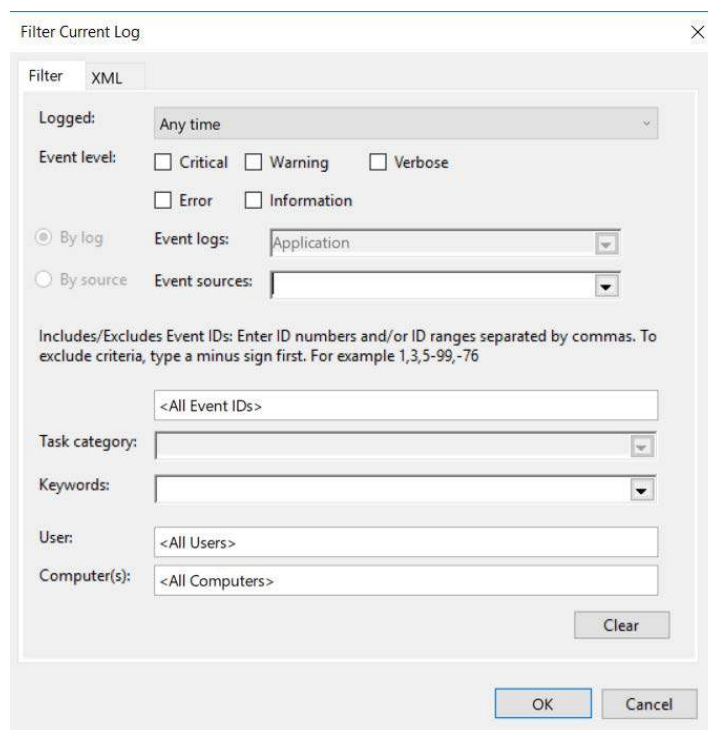 Filter Current Log
Filter XML
Logged: Any time
Event level: Critical Warning Verbose
Error Information
By log Event logs: Application
By source Event sources:
Includes/Excludes Event IDs: Enter ID numbers and/or ID ranges separated by commas. To
exclude criteria, type a minus sign first. For example 1,3,5-99,-76
<All Event IDs>
Task category:
Keywords:
User: <All Users>
Computer(s): <All Computers>
Clear
OK Cancel